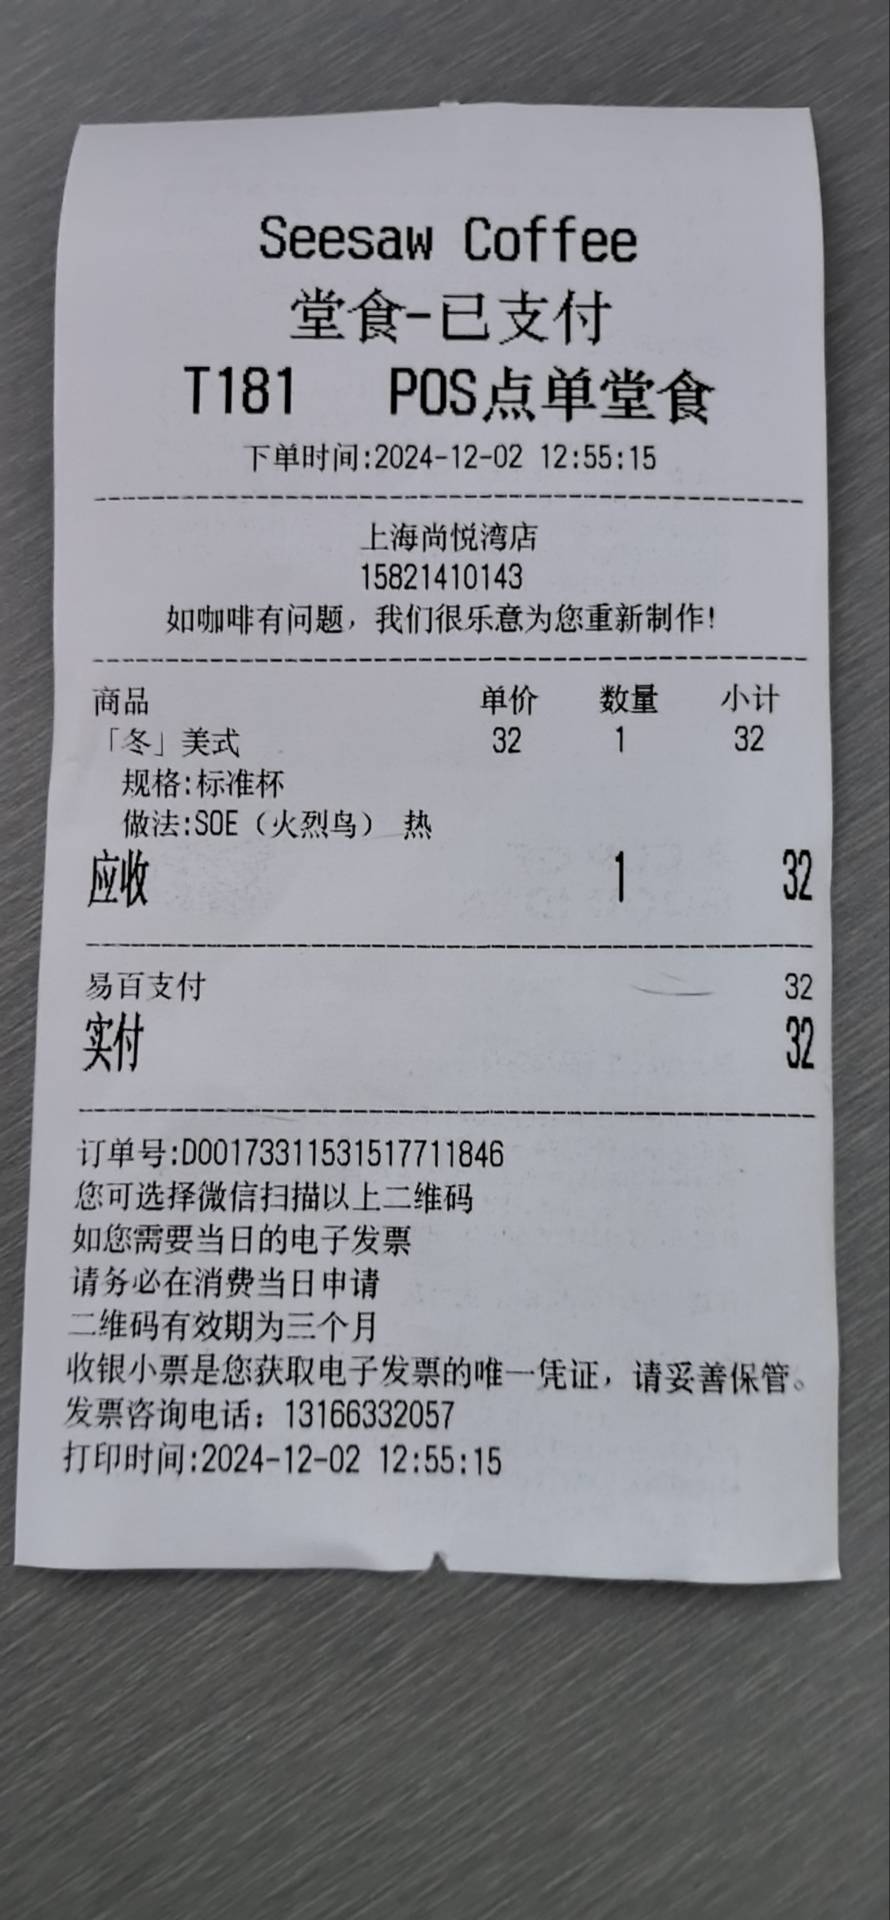 Seesaw Coffee
堂食-已支付
T181 POS点单堂食
下单时间:2024-12-02 12:55:15
上海尚悦湾店
15821410143
如咖啡有问题，我们很乐意为您重新制作!
商品 单价 数量 小计
「冬」美式 32 1 32
规格:标准杯
做法:SOE（火烈鸟） 热
应收 1 32
易百支付 32
实付 32
订单号:D00173311531517711846
您可选择微信扫描以上二维码
如您需要当日的电子发票
请务必在消费当日申请
二维码有效期为三个月
收银小票是您获取电子发票的唯一凭证，请妥善保管。
发票咨询电话：13166332057
打印时间:2024-12-02 12:55:15